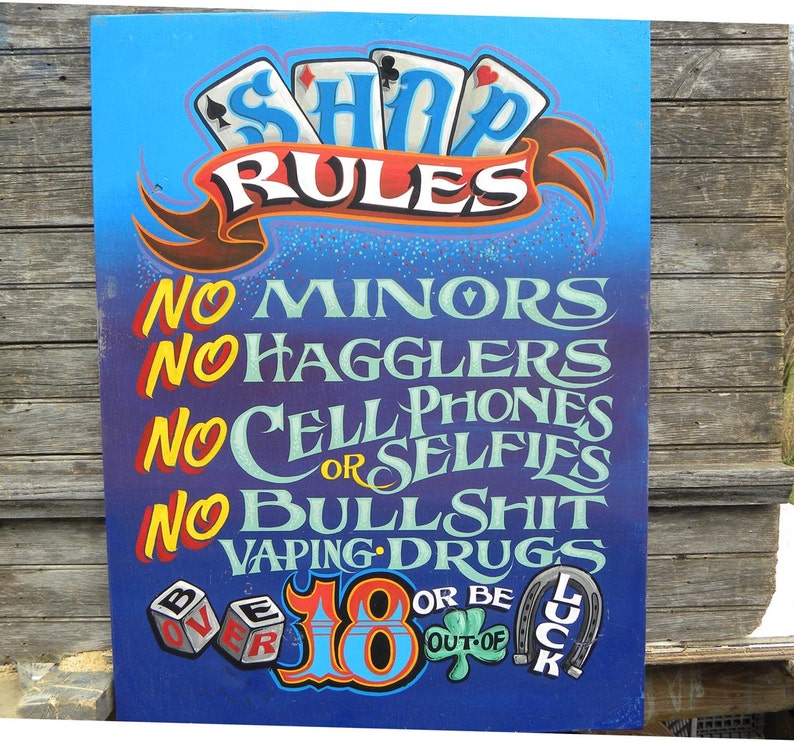 SHOP
RULES
NO MINORS
NO HAGGLERS
NO CELL PHONES
OR SELFIES
NO BULLSHIT
VAPING·DRUGS
BE OVER 18 OR BE OUT·OF LUCK